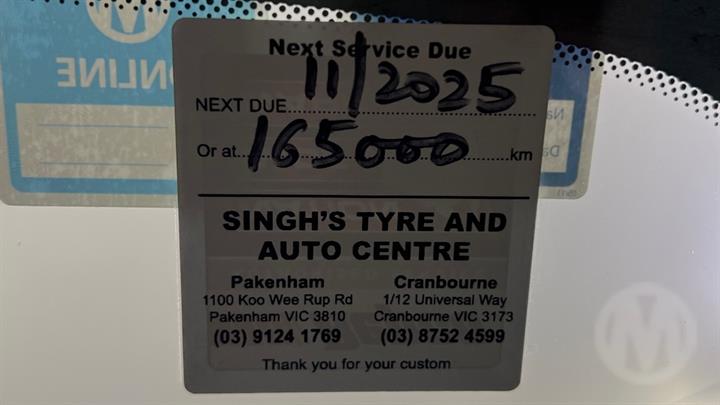 Next Service Due
NEXT DUE 11/2025
Or at 165000 km
SINGH'S TYRE AND
AUTO CENTRE
Pakenham
1100 Koo Wee Rup Rd
Pakenham VIC 3810
(03) 9124 1769
Cranbourne
1/12 Universal Way
Cranbourne VIC 3173
(03) 8752 4599
Thank you for your custom
ONLINE
M
M